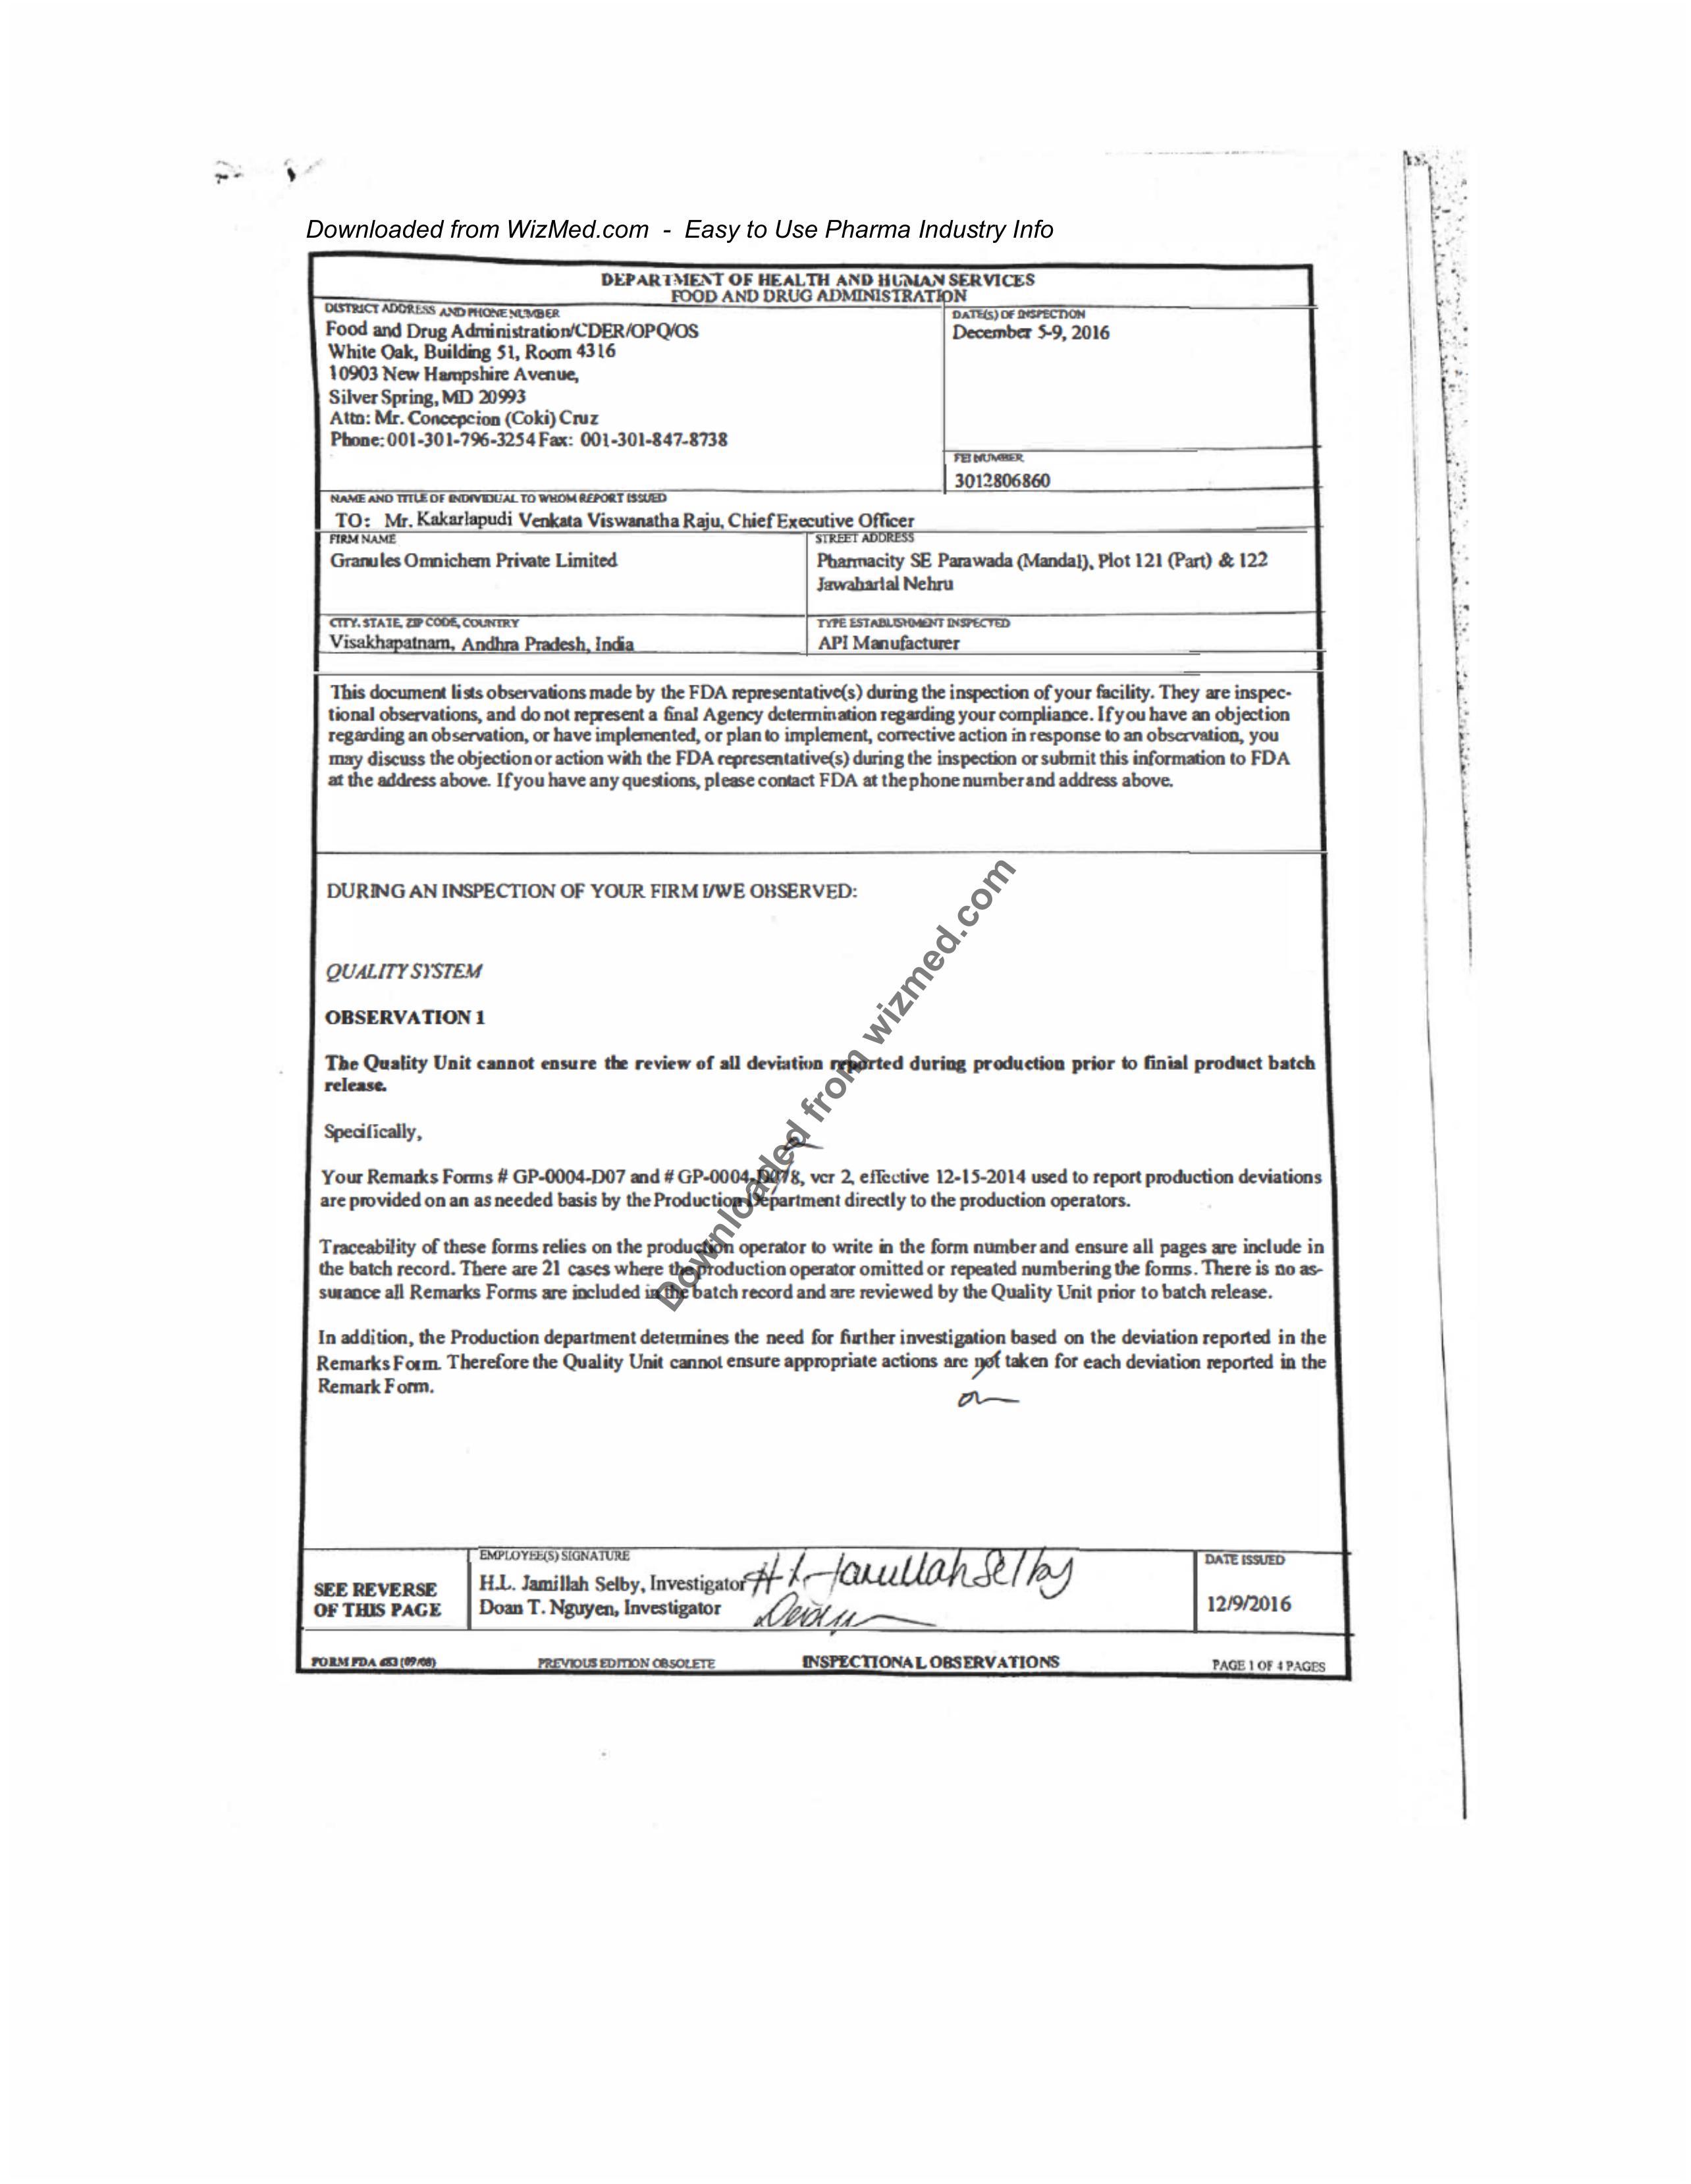 Downloaded from WizMed.com - Easy to Use Pharma Industry Info
DEPARTMENT OF HEALTH AND HUMAN SERVICES
FOOD AND DRUG ADMINISTRATION
DISTRICT ADDRESS AND PHONE NUMBER
Food and Drug Administration/CDER/OPQ/OS
White Oak, Building 51, Room 4316
10903 New Hampshire Avenue,
Silver Spring, MD 20993
Attn: Mr. Concepcion (Coki) Cruz
Phone: 001-301-796-3254 Fax: 001-301-847-8738
DATE(S) OF INSPECTION
December 5-9, 2016
FEI NUMBER
3012806860
NAME AND TITLE OF INDIVIDUAL TO WHOM REPORT ISSUED
TO: Mr. Kakarlapudi Venkata Viswanatha Raju, Chief Executive Officer
FIRM NAME
Granules Omnichem Private Limited
STREET ADDRESS
Pharmacity SE Parawada (Mandal), Plot 121 (Part) & 122
Jawaharlal Nehru
CITY, STATE, ZIP CODE, COUNTRY
Visakhapatnam, Andhra Pradesh, India
TYPE ESTABLISHMENT INSPECTED
API Manufacturer
This document lists observations made by the FDA representative(s) during the inspection of your facility. They are inspec-
tional observations, and do not represent a final Agency determination regarding your compliance. If you have an objection
regarding an observation, or have implemented, or plan to implement, corrective action in response to an observation, you
may discuss the objection or action with the FDA representative(s) during the inspection or submit this information to FDA
at the address above. If you have any questions, please contact FDA at the phone number and address above.
DURING AN INSPECTION OF YOUR FIRM I/WE OBSERVED:
QUALITY SYSTEM
OBSERVATION 1
The Quality Unit cannot ensure the review of all deviation reported during production prior to finial product batch
release.
Specifically,
Your Remarks Forms # GP-0004-D07 and # GP-0004-D078, ver 2, effective 12-15-2014 used to report production deviations
are provided on an as needed basis by the Production Department directly to the production operators.
Traceability of these forms relies on the production operator to write in the form number and ensure all pages are include in
the batch record. There are 21 cases where the production operator omitted or repeated numbering the forms. There is no as-
surance all Remarks Forms are included in the batch record and are reviewed by the Quality Unit prior to batch release.
In addition, the Production department determines the need for further investigation based on the deviation reported in the
Remarks Form. Therefore the Quality Unit cannot ensure appropriate actions are not taken for each deviation reported in the
Remark Form.
Downloaded from wizmed.com
SEE REVERSE
OF THIS PAGE
EMPLOYEE(S) SIGNATURE
H.L. Jamillah Selby, Investigator
Doan T. Nguyen, Investigator
H. L. Jamillah Selby
DATE ISSUED
12/9/2016
FORM FDA 483 (09/08)
PREVIOUS EDITION OBSOLETE
INSPECTIONAL OBSERVATIONS
PAGE 1 OF 4 PAGES